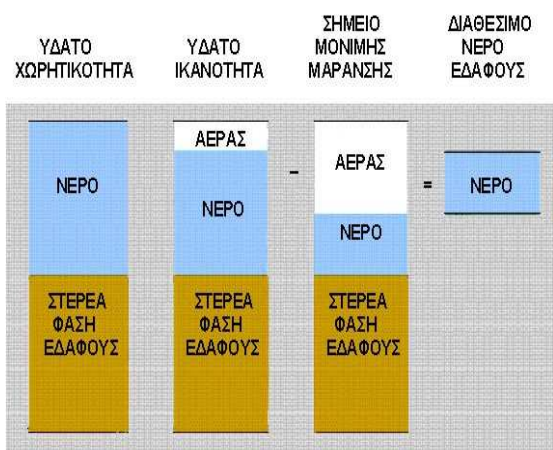 ΥΔΑΤΟ
ΧΩΡΗΤΙΚΟΤΗΤΑ
ΥΔΑΤΟ
ΙΚΑΝΟΤΗΤΑ
ΣΗΜΕΙΟ
ΜΟΝΙΜΗΣ
ΜΑΡΑΝΣΗΣ
ΔΙΑΘΕΣΙΜΟ
ΝΕΡΟ
ΕΔΑΦΟΥΣ
ΝΕΡΟ
ΣΤΕΡΕΑ
ΦΑΣΗ
ΕΔΑΦΟΥΣ
ΑΕΡΑΣ
ΝΕΡΟ
ΣΤΕΡΕΑ
ΦΑΣΗ
ΕΔΑΦΟΥΣ
-
ΑΕΡΑΣ
ΝΕΡΟ
ΣΤΕΡΕΑ
ΦΑΣΗ
ΕΔΑΦΟΥΣ
=
ΝΕΡΟ